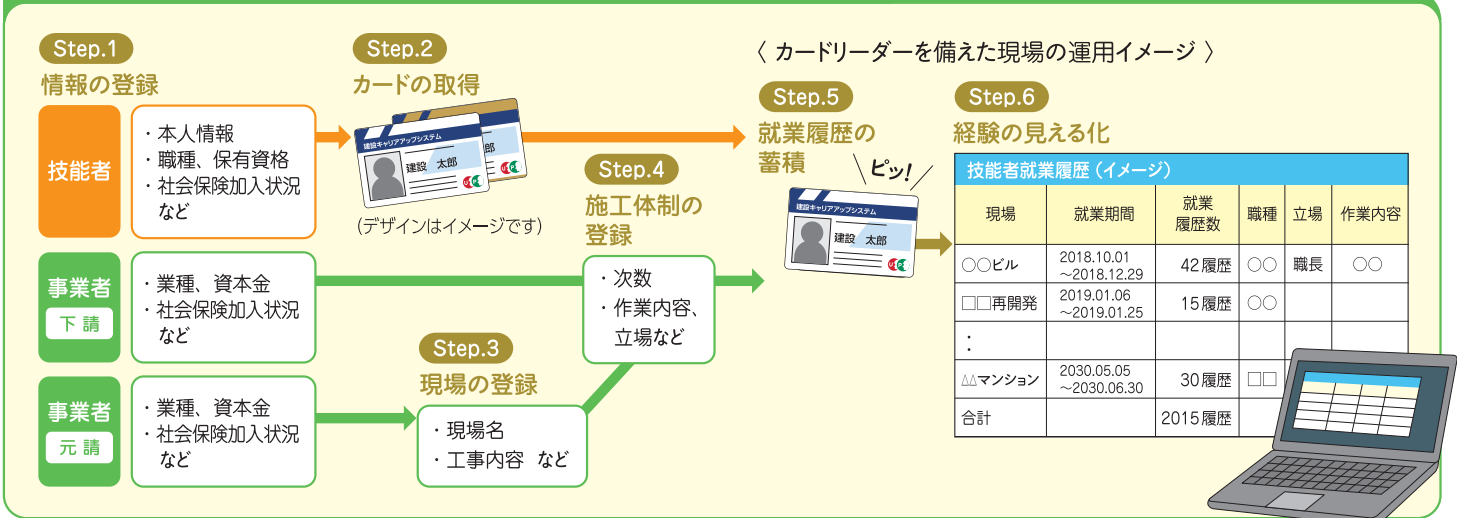 Step.1
情報の登録
技能者
・本人情報
・職種、保有資格
・社会保険加入状況
など
事業者
下請
・業種、資本金
・社会保険加入状況
など
事業者
元請
・業種、資本金
・社会保険加入状況
など
Step.2
カードの取得
建設キャリアアップシステム
建設 太郎
郎
(デザインはイメージです)
Step.3
現場の登録
・現場名
・工事内容 など
Step.4
施工体制の
登録
・次数
・作業内容、
立場など
〈 カードリーダーを備えた現場の運用イメージ 〉
Step.5
就業履歴の
蓄積
ピッ!
建設キャリアアップシステム
建設 太郎
Step.6
経験の見える化
技能者就業履歴(イメージ)
現場 就業期間 就業履歴数 職種 立場 作業内容
○○ビル 2018.10.01~2018.12.29 42履歴 ○○ 職長 ○○
□□再開発 2019.01.06~2019.01.25 15履歴 ○○
:
△△マンション 2030.05.05~2030.06.30 30履歴 □□
合計 2015履歴